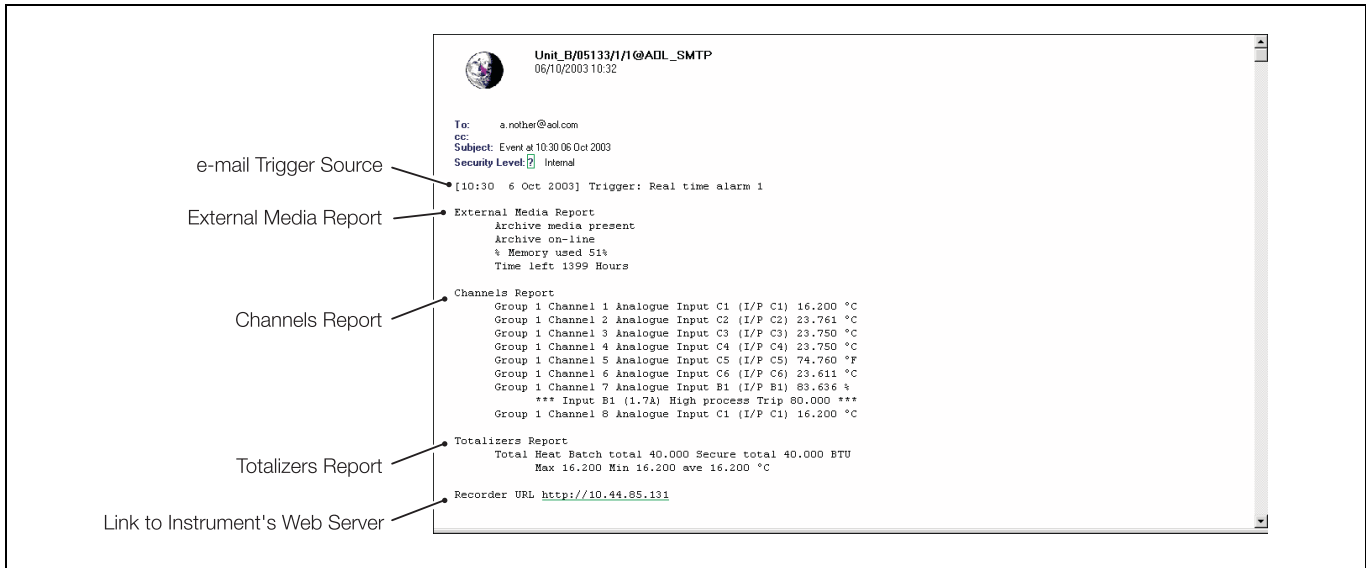 Unit_B/05133/1/1@AOL_SMTP
06/10/2003 10:32
To: a.nother@aol.com
cc:
Subject: Event at 10:30 06 Oct 2003
Security Level: ? Internal
e-mail Trigger Source
[10:30 6 Oct 2003] Trigger: Real time alarm 1
External Media Report
External Media Report
Archive media present
Archive on-line
% Memory used 51%
Time left 1399 Hours
Channels Report
Channels Report
Group 1 Channel 1 Analogue Input C1 (I/P C1) 16.200 °C
Group 1 Channel 2 Analogue Input C2 (I/P C2) 23.761 °C
Group 1 Channel 3 Analogue Input C3 (I/P C3) 23.750 °C
Group 1 Channel 4 Analogue Input C4 (I/P C4) 23.750 °C
Group 1 Channel 5 Analogue Input C5 (I/P C5) 74.760 °F
Group 1 Channel 6 Analogue Input C6 (I/P C6) 23.611 °C
Group 1 Channel 7 Analogue Input B1 (I/P B1) 83.636 %
*** Input B1 (1.7A) High process Trip 80.000 ***
Group 1 Channel 8 Analogue Input C1 (I/P C1) 16.200 °C
Totalizers Report
Totalizers Report
Total Heat Batch total 40.000 Secure total 40.000 BTU
Max 16.200 Min 16.200 ave 16.200 °C
Link to Instrument's Web Server
Recorder URL http://10.44.85.131